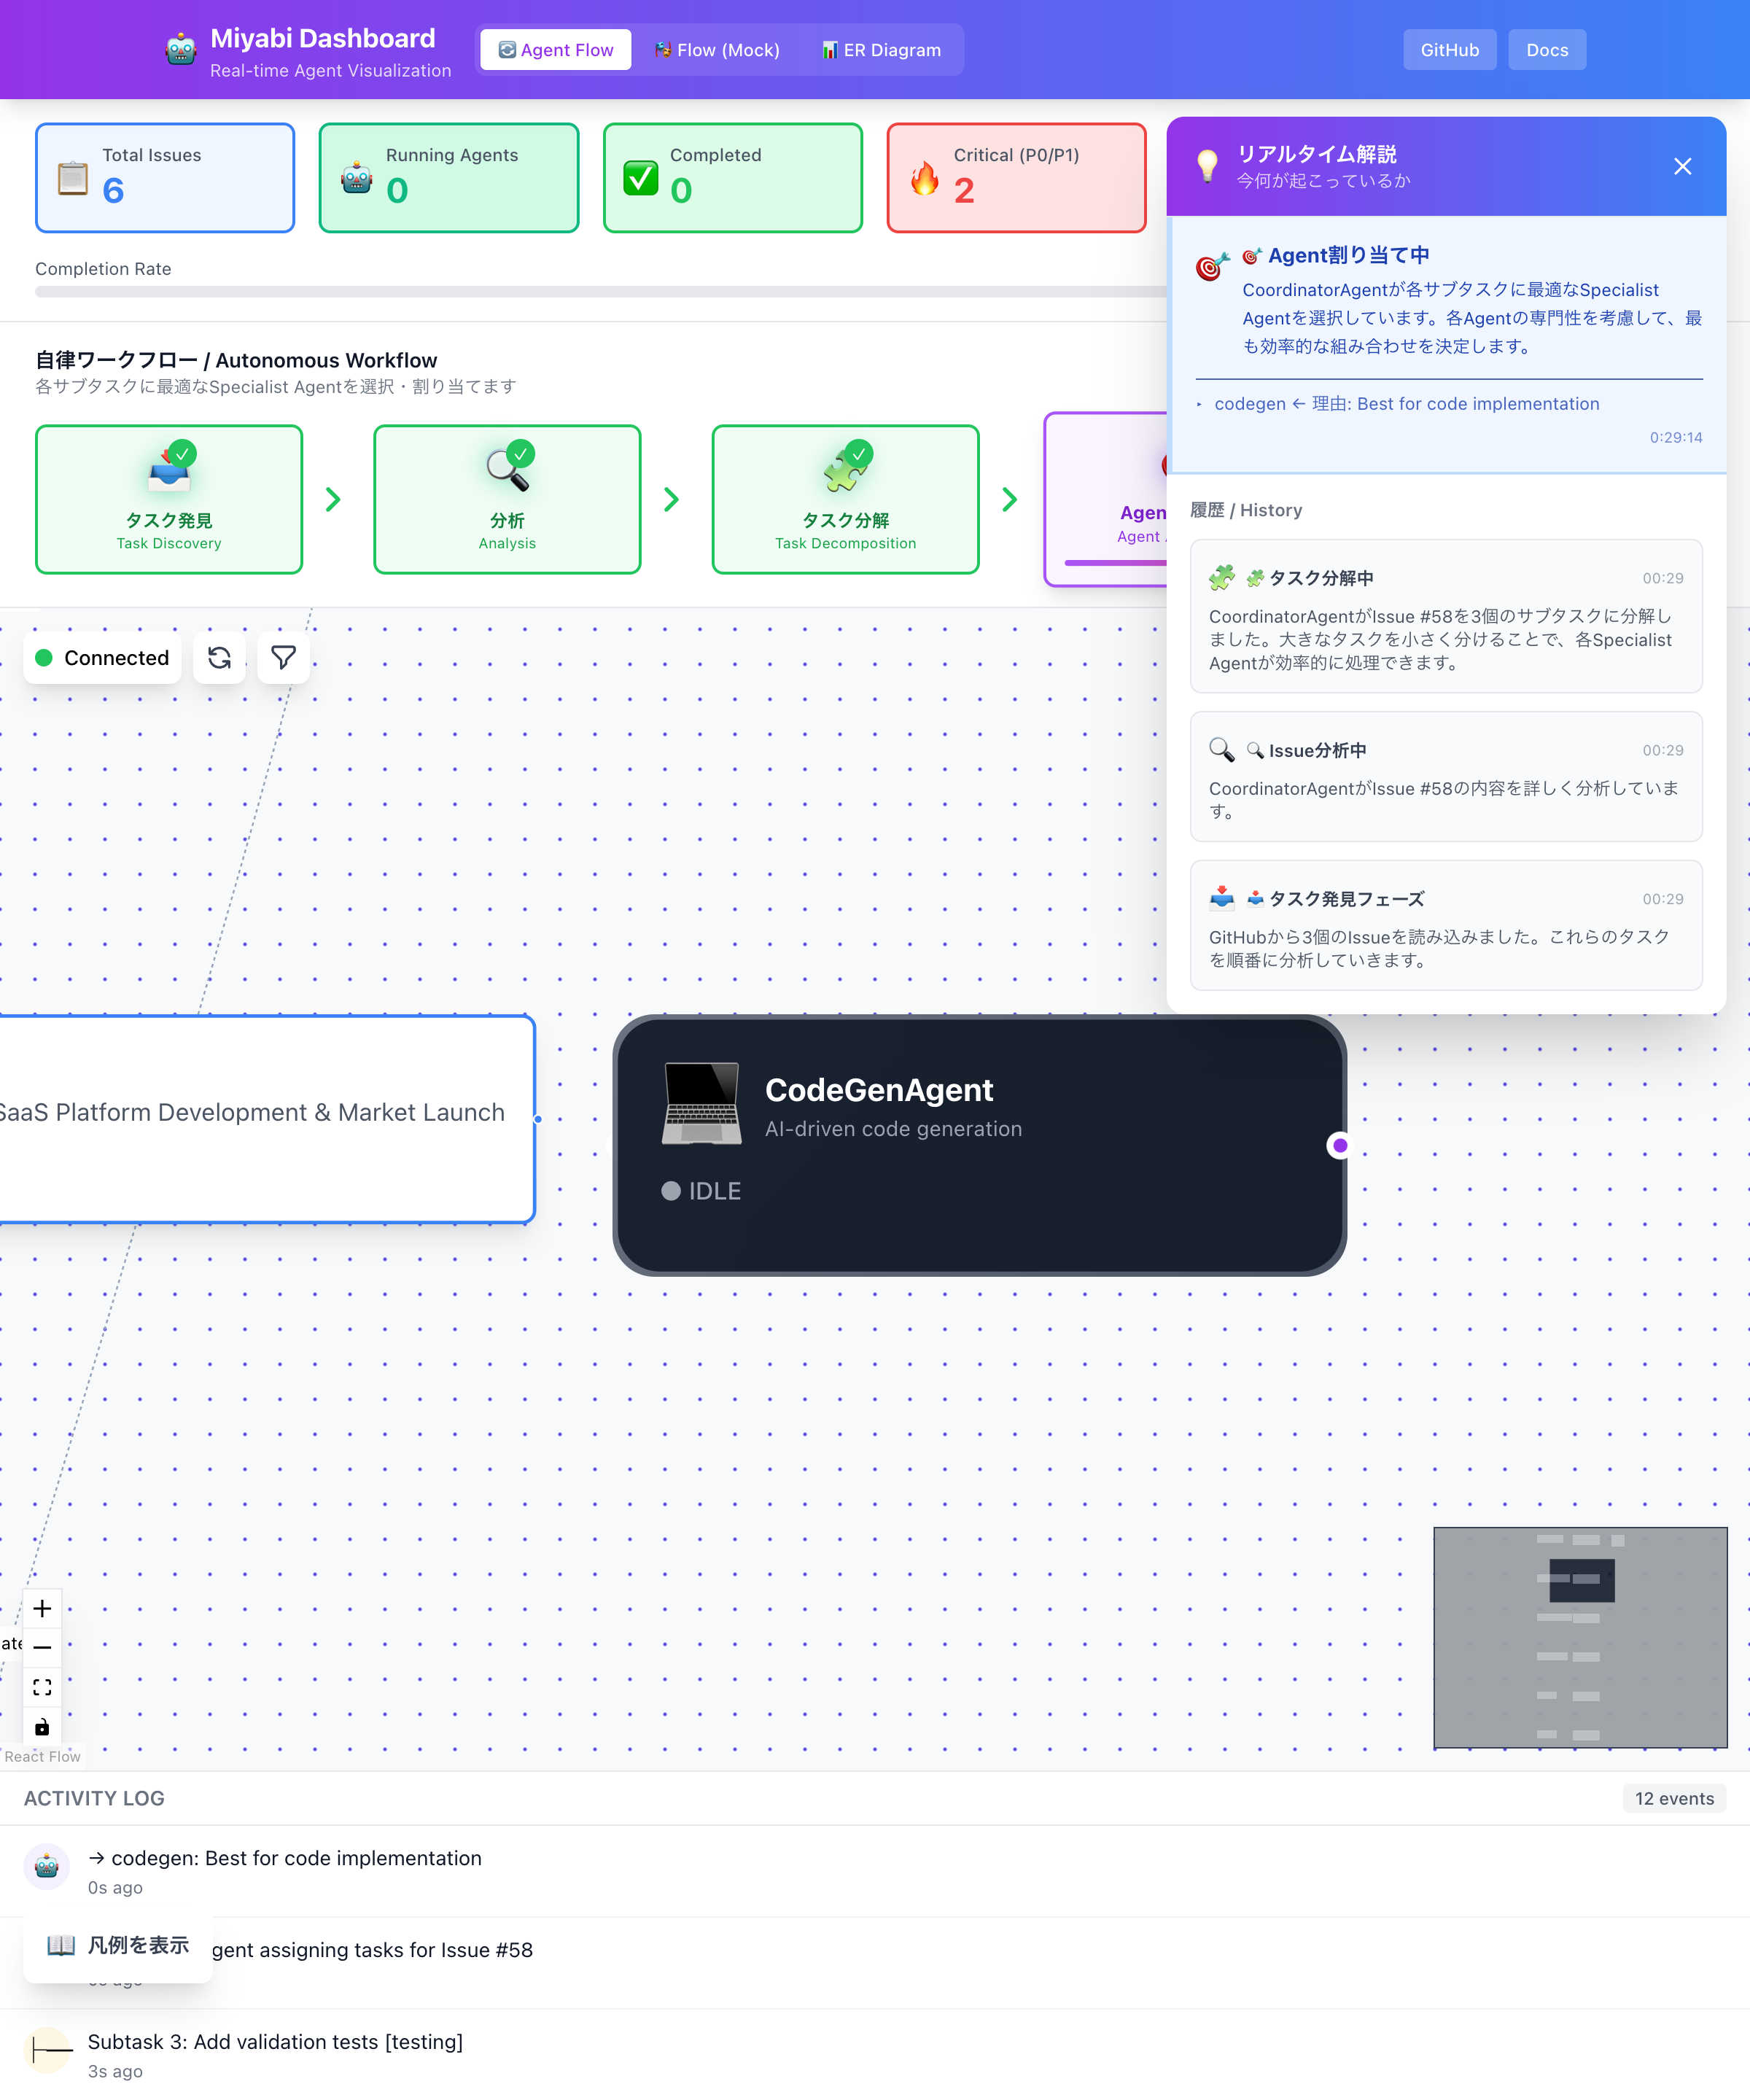 Miyabi Dashboard
Real-time Agent Visualization
Agent Flow
Flow (Mock)
ER Diagram
GitHub
Docs
Total Issues
6
Running Agents
0
Completed
0
Critical (P0/P1)
2
Completion Rate
自律ワークフロー / Autonomous Workflow
各サブタスクに最適なSpecialist Agentを選択・割り当てます
タスク発見
Task Discovery
分析
Analysis
タスク分解
Task Decomposition
Agen
Agent
リアルタイム解説
今何が起こっているか
Agent割り当て中
CoordinatorAgentが各サブタスクに最適なSpecialist
Agentを選択しています。各Agentの専門性を考慮して、最
も効率的な組み合わせを決定します。
‣ codegen ← 理由: Best for code implementation
0:29:14
履歴 / History
タスク分解中
00:29
CoordinatorAgentがIssue #58を3個のサブタスクに分解し
ました。大きなタスクを小さく分けることで、各Specialist
Agentが効率的に処理できます。
Issue分析中
00:29
CoordinatorAgentがIssue #58の内容を詳しく分析していま
す。
タスク発見フェーズ
00:29
GitHubから3個のIssueを読み込みました。これらのタスク
を順番に分析していきます。
Connected
SaaS Platform Development & Market Launch
CodeGenAgent
AI-driven code generation
IDLE
ate
React Flow
ACTIVITY LOG
12 events
→ codegen: Best for code implementation
0s ago
凡例を表示
gent assigning tasks for Issue #58
Subtask 3: Add validation tests [testing]
3s ago